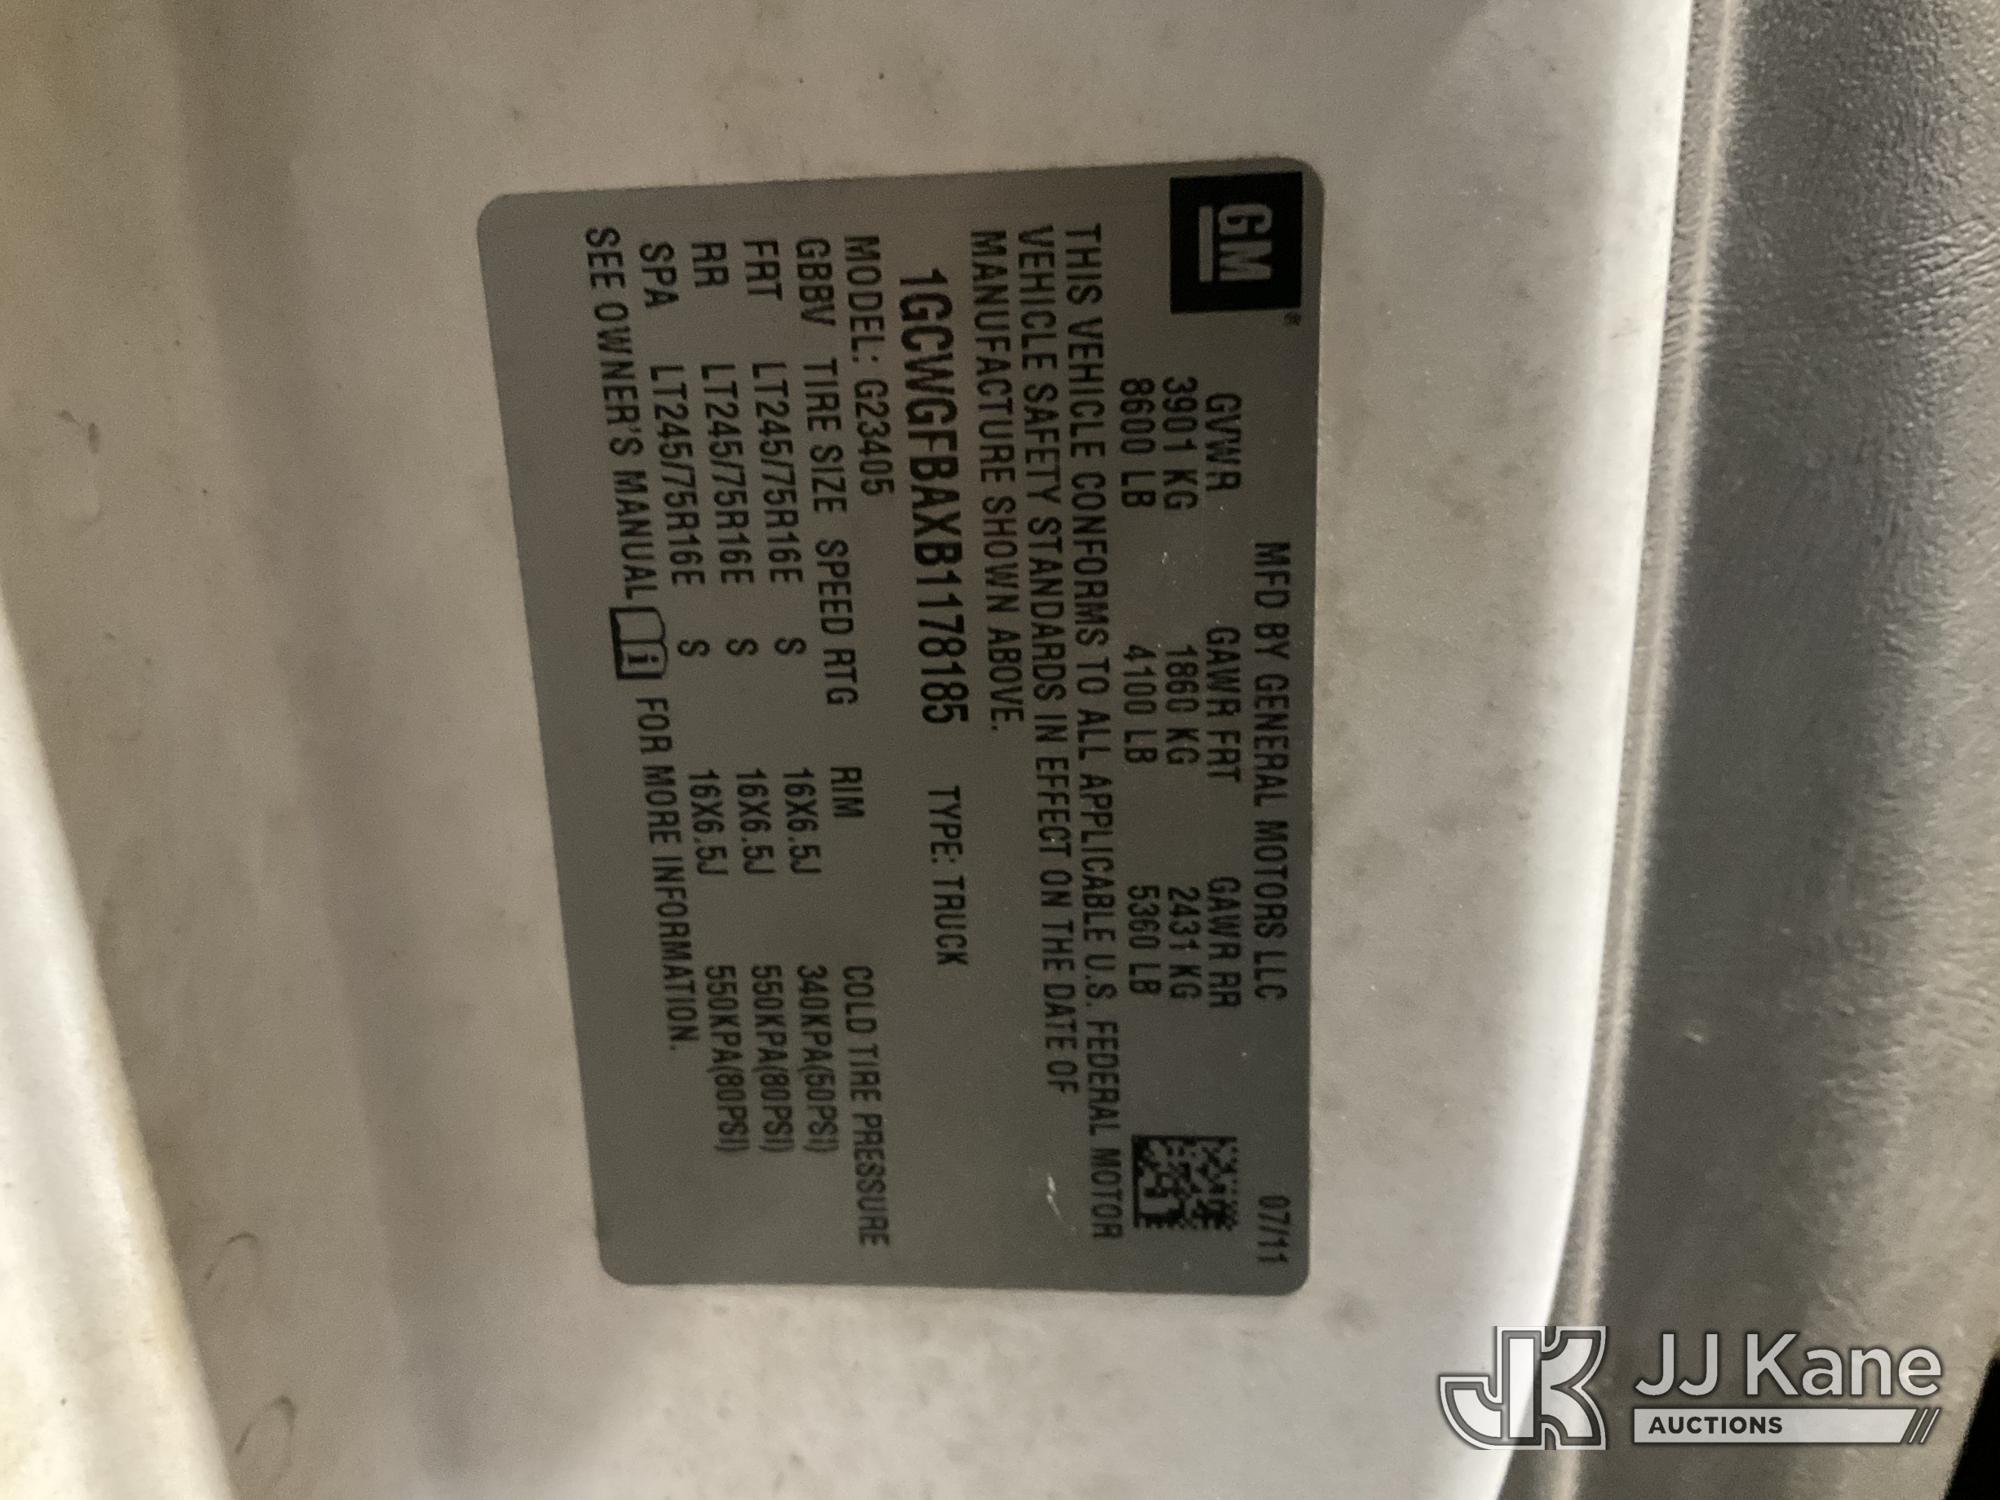 GM
MFD BY GENERAL MOTORS LLC 07/11
GVWR GAWR FRT GAWR RR
3901 KG 1860 KG 2431 KG
8600 LB 4100 LB 5360 LB
THIS VEHICLE CONFORMS TO ALL APPLICABLE U.S. FEDERAL MOTOR
VEHICLE SAFETY STANDARDS IN EFFECT ON THE DATE OF
MANUFACTURE SHOWN ABOVE.
1GCWGFBAXB1178185 TYPE: TRUCK
MODEL: G23405
GBBV TIRE SIZE SPEED RTG RIM COLD TIRE PRESSURE
FRT LT245/75R16E S 16X6.5J 340KPA(50PSI)
RR LT245/75R16E S 16X6.5J 550KPA(80PSI)
SPA LT245/75R16E S 16X6.5J 550KPA(80PSI)
SEE OWNER'S MANUAL i FOR MORE INFORMATION.
JK JJ Kane
AUCTIONS